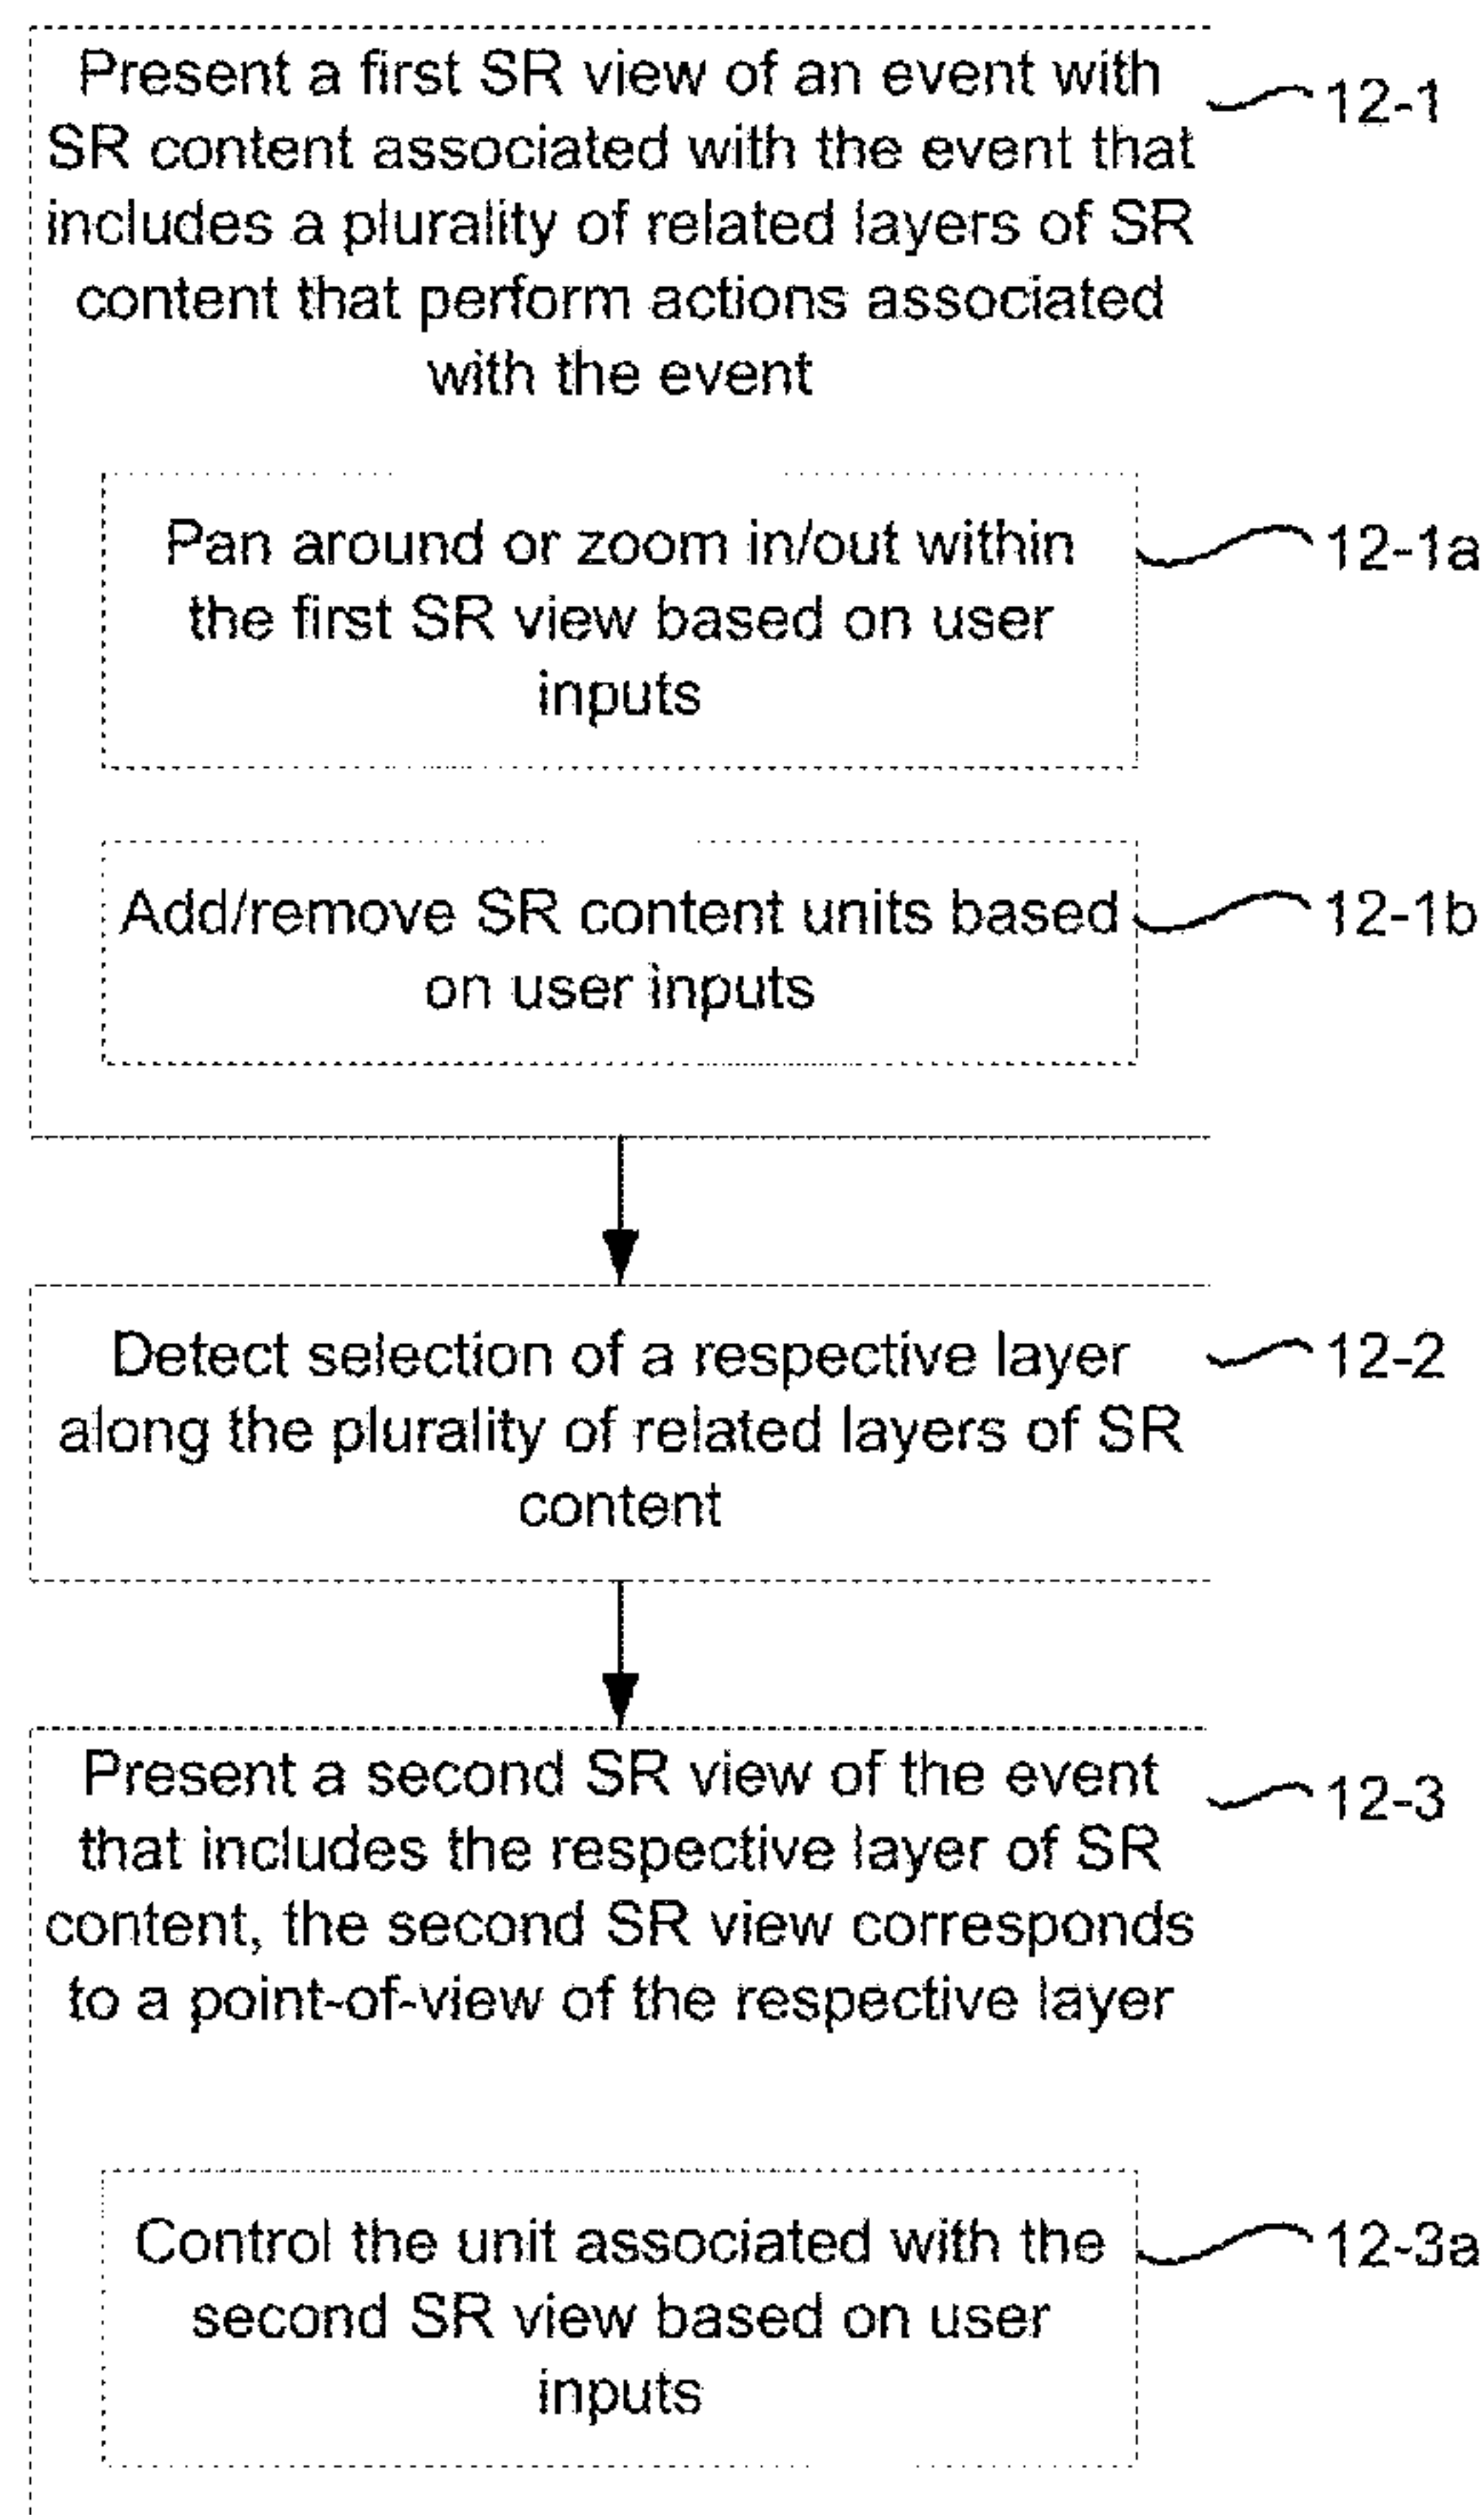 Present a first SR view of an event with
12-1
SR content associated with the event that
includes a plurality of related layers of SR
content that perform actions associated
with the event
Pan around or zoom in/out within
12-1a
the first SR view based on user
inputs
Add/remove SR content units based
12-1b
on user inputs
Detect selection of a respective layer
12-2
along the plurality of related layers of SR
content
Present a second SR view of the event
12-3
that includes the respective layer of SR
content, the second SR view corresponds
to a point-of-view of the respective layer
Control the unit associated with the
12-3a
second SR view based on user
inputs